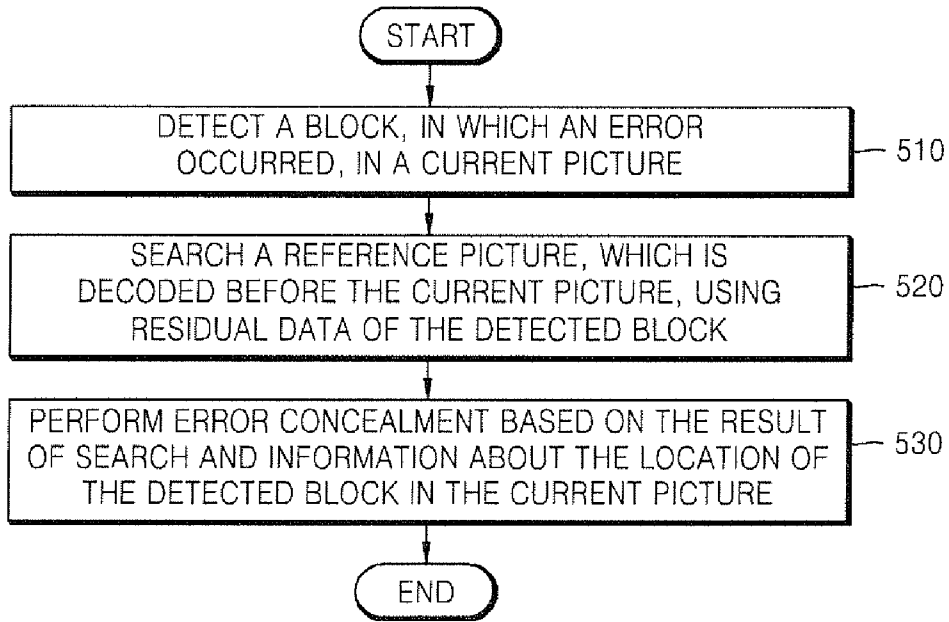 START
DETECT A BLOCK, IN WHICH AN ERROR
OCCURRED, IN A CURRENT PICTURE
510
SEARCH A REFERENCE PICTURE, WHICH IS
DECODED BEFORE THE CURRENT PICTURE, USING
RESIDUAL DATA OF THE DETECTED BLOCK
520
PERFORM ERROR CONCEALMENT BASED ON THE RESULT
OF SEARCH AND INFORMATION ABOUT THE LOCATION OF
THE DETECTED BLOCK IN THE CURRENT PICTURE
530
END